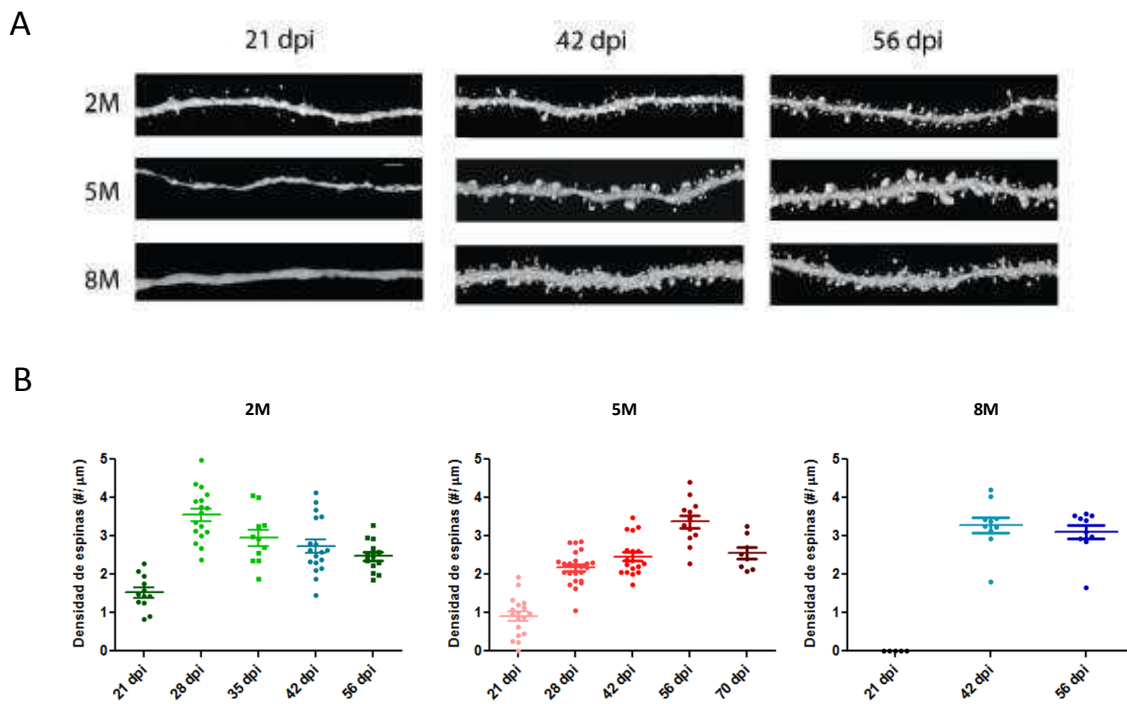 A
21 dpi 42 dpi 56 dpi
2M
5M
8M
B
2M 5M 8M
Densidad de espinas (#/ μm)
5
4
3
2
1
0
21 dpi 28 dpi 35 dpi 42 dpi 56 dpi
Densidad de espinas (#/ μm)
5
4
3
2
1
0
21 dpi 28 dpi 42 dpi 56 dpi 70 dpi
Densidad de espinas (#/ μm)
5
4
3
2
1
0
21 dpi 42 dpi 56 dpi